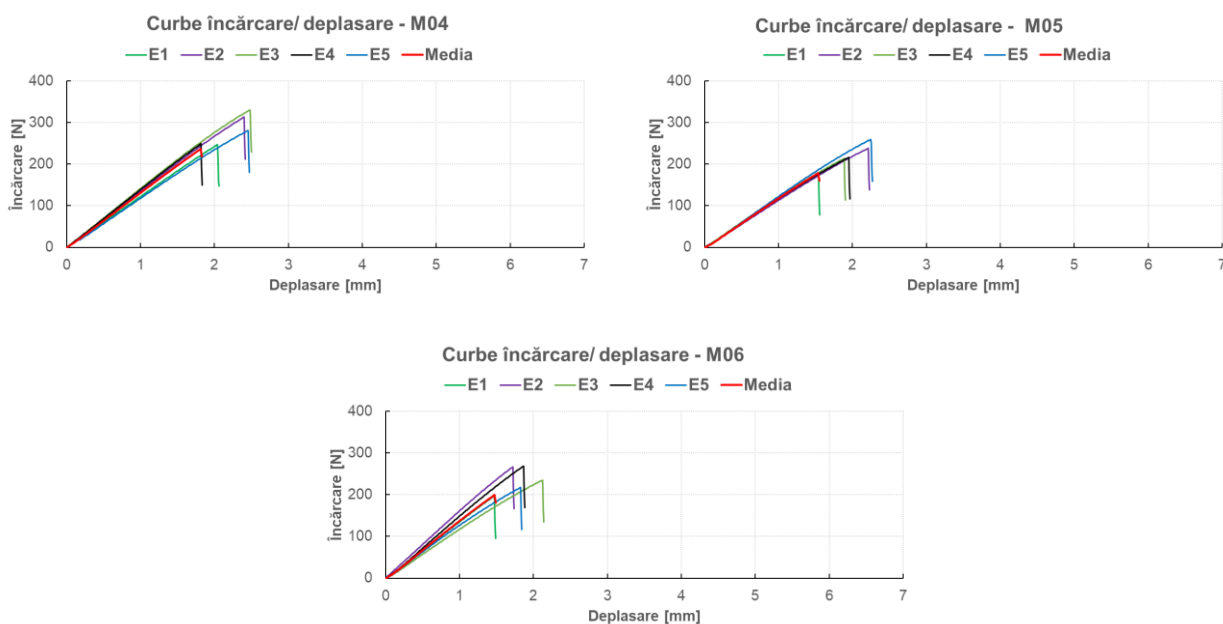 Curbe încărcare/ deplasare - M04
E1 E2 E3 E4 E5 Media
400
300
200
100
0
Încărcare [N]
0 1 2 3 4 5 6 7
Deplasare [mm]
Curbe încărcare/ deplasare - M05
E1 E2 E3 E4 E5 Media
400
300
200
100
0
Încărcare [N]
0 1 2 3 4 5 6 7
Deplasare [mm]
Curbe încărcare/ deplasare - M06
E1 E2 E3 E4 E5 Media
400
300
200
100
0
Încărcare [N]
0 1 2 3 4 5 6 7
Deplasare [mm]